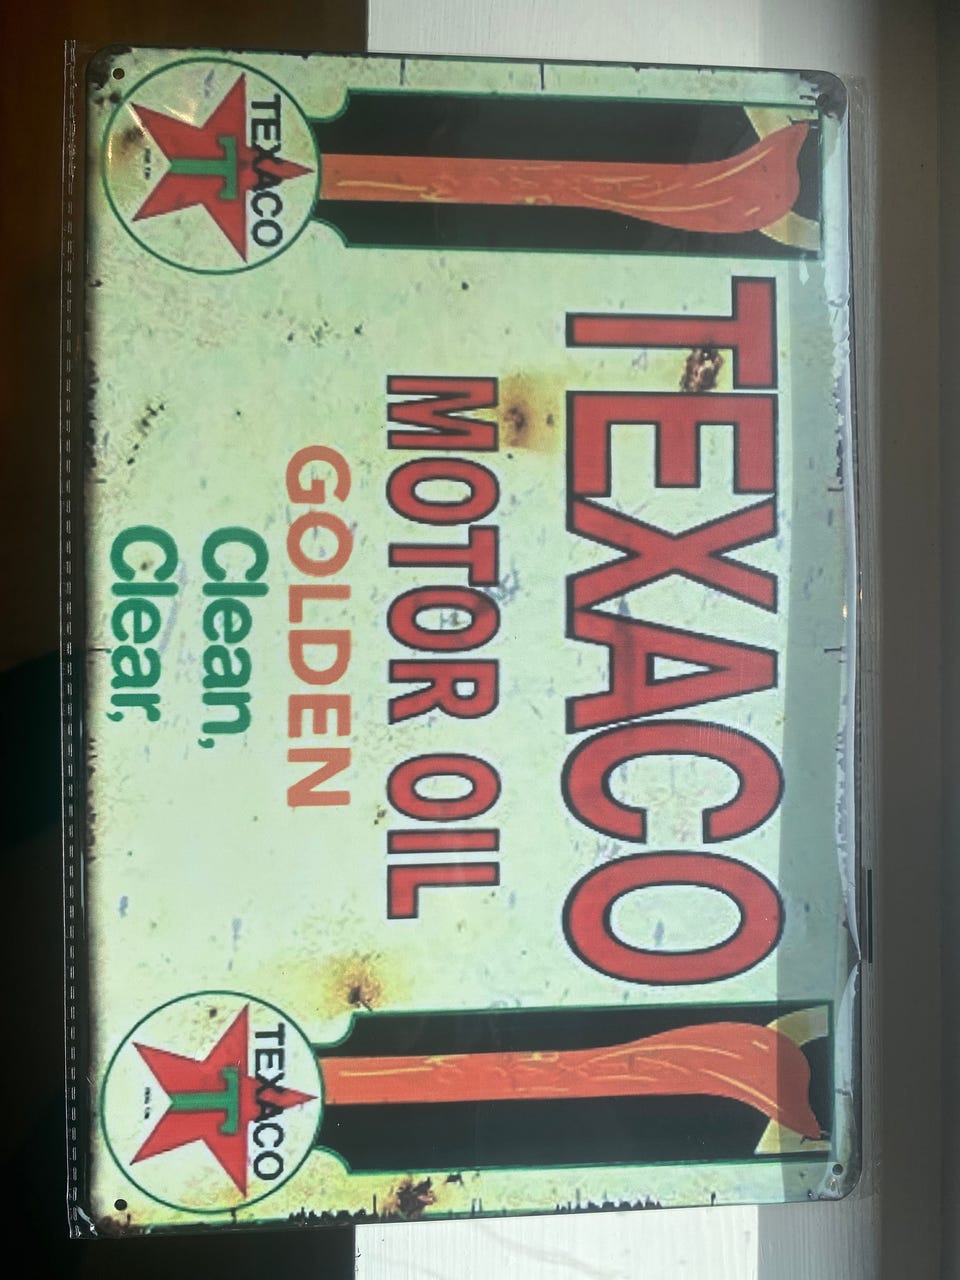 TEXACO
MOTOR OIL
GOLDEN
Clean,
Clear,
TEXACO
T
TEXACO
T